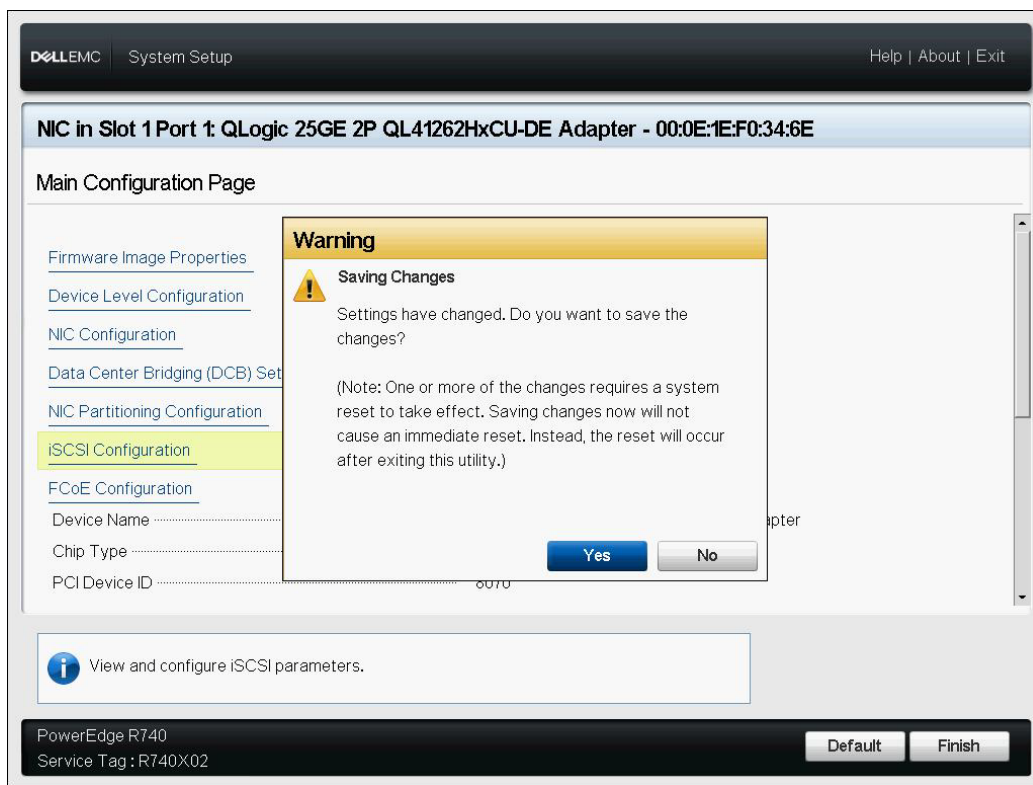 DELLEMC System Setup Help | About | Exit
NIC in Slot 1 Port 1: QLogic 25GE 2P QL41262HxCU-DE Adapter - 00:0E:1E:F0:34:6E
Main Configuration Page
Firmware Image Properties
Device Level Configuration
NIC Configuration
Data Center Bridging (DCB) Set
NIC Partitioning Configuration
iSCSI Configuration
FCoE Configuration
Device Name
Chip Type
PCI Device ID 8070
Warning
Saving Changes
Settings have changed. Do you want to save the
changes?
(Note: One or more of the changes requires a system
reset to take effect. Saving changes now will not
cause an immediate reset. Instead, the reset will occur
after exiting this utility.)
Yes No
View and configure iSCSI parameters.
PowerEdge R740
Service Tag : R740X02
Default Finish